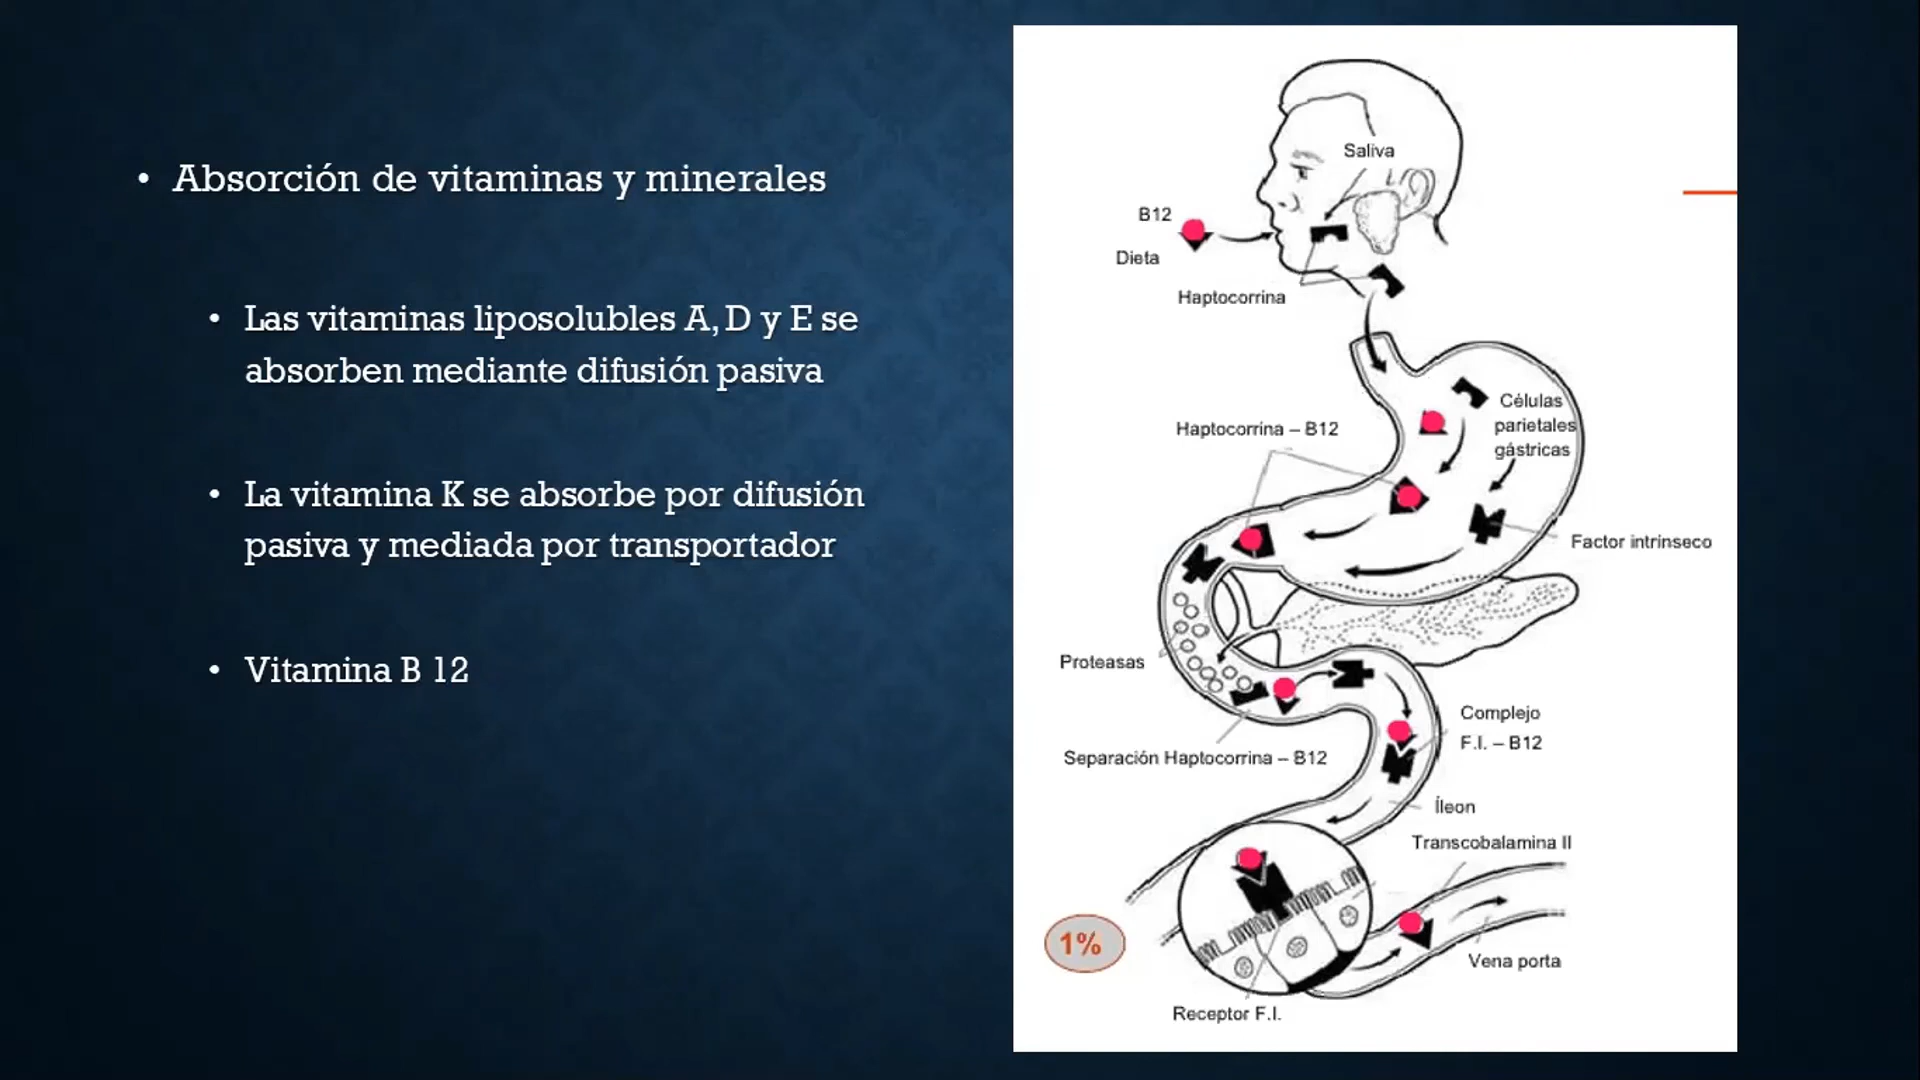 • Absorción de vitaminas y minerales
• Las vitaminas liposolubles A, D y E se
absorben mediante difusión pasiva
• La vitamina K se absorbe por difusión
pasiva y mediada por transportador
• Vitamina B 12
Saliva
B12
Dieta
Haptocorrina
Células
parietales
gástricas
Haptocorrina – B12
Factor intrínseco
Proteasas
Complejo
F.I. – B12
Separación Haptocorrina – B12
Íleon
Transcobalamina II
1%
Vena porta
Receptor F.I.